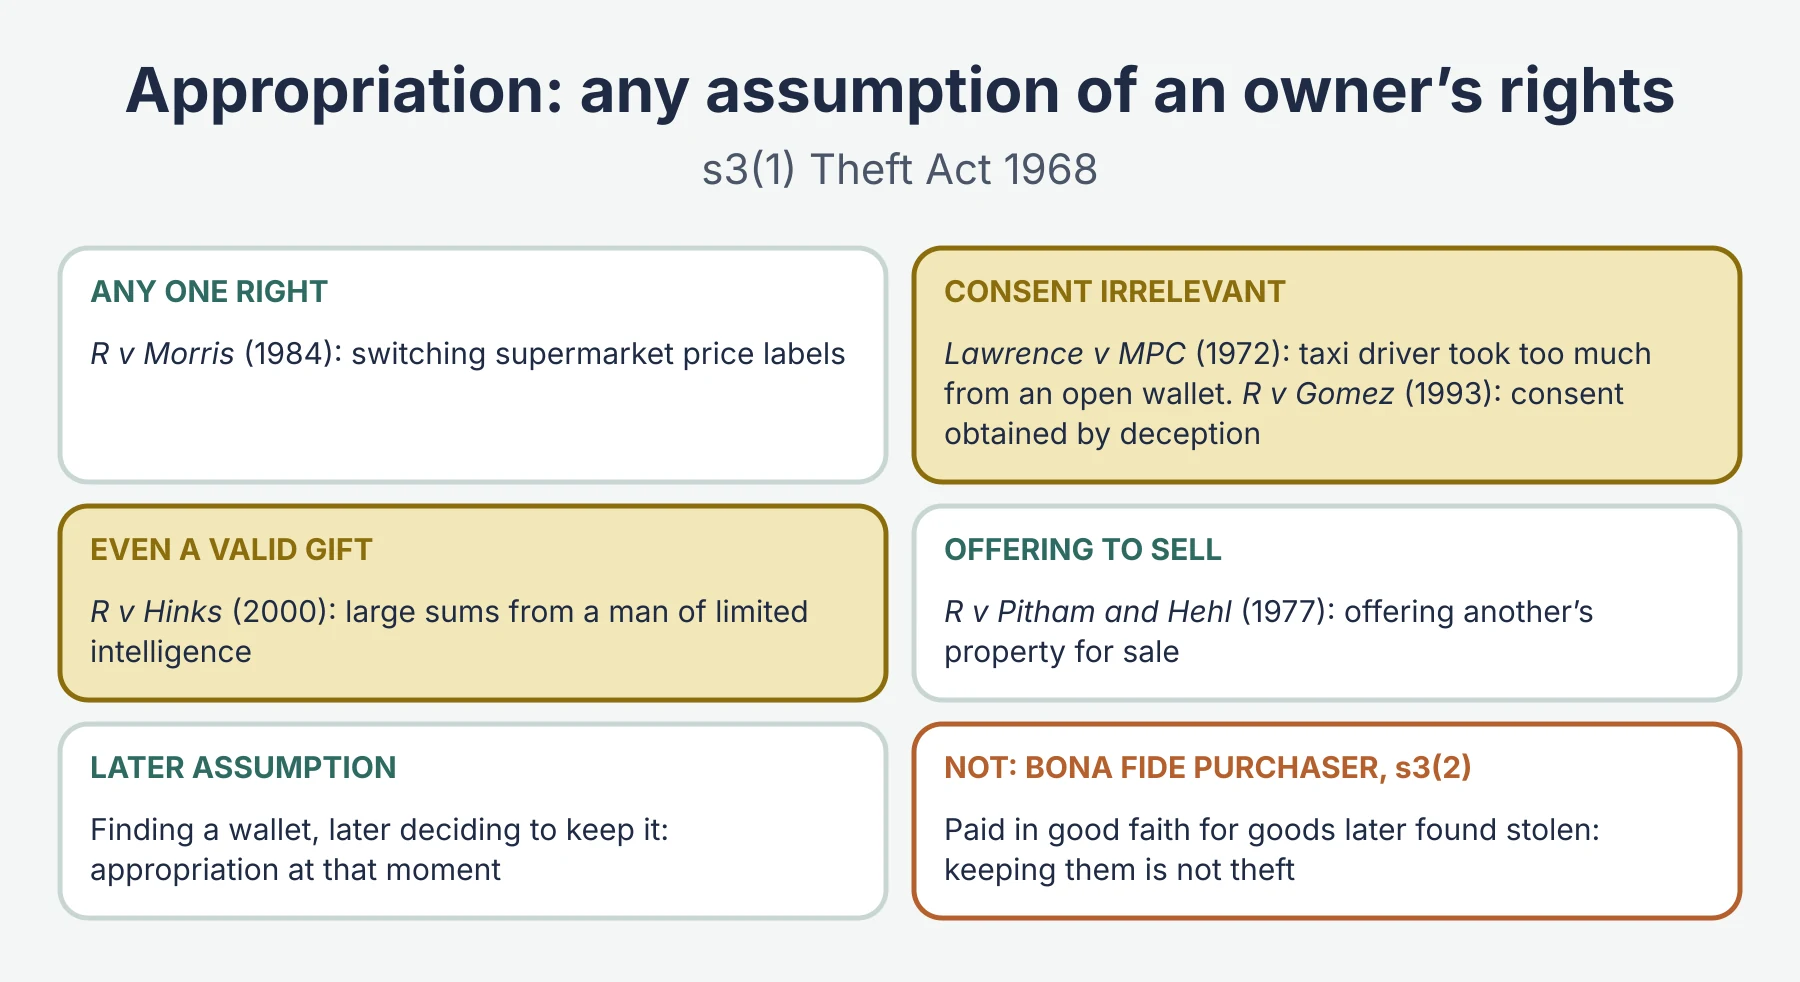 Appropriation: any assumption of an owner’s rights
s3(1) Theft Act 1968
ANY ONE RIGHT
R v Morris (1984): switching supermarket price labels
CONSENT IRRELEVANT
Lawrence v MPC (1972): taxi driver took too much
from an open wallet. R v Gomez (1993): consent
obtained by deception
EVEN A VALID GIFT
R v Hinks (2000): large sums from a man of limited
intelligence
OFFERING TO SELL
R v Pitham and Hehl (1977): offering another’s
property for sale
LATER ASSUMPTION
Finding a wallet, later deciding to keep it:
appropriation at that moment
NOT: BONA FIDE PURCHASER, s3(2)
Paid in good faith for goods later found stolen:
keeping them is not theft